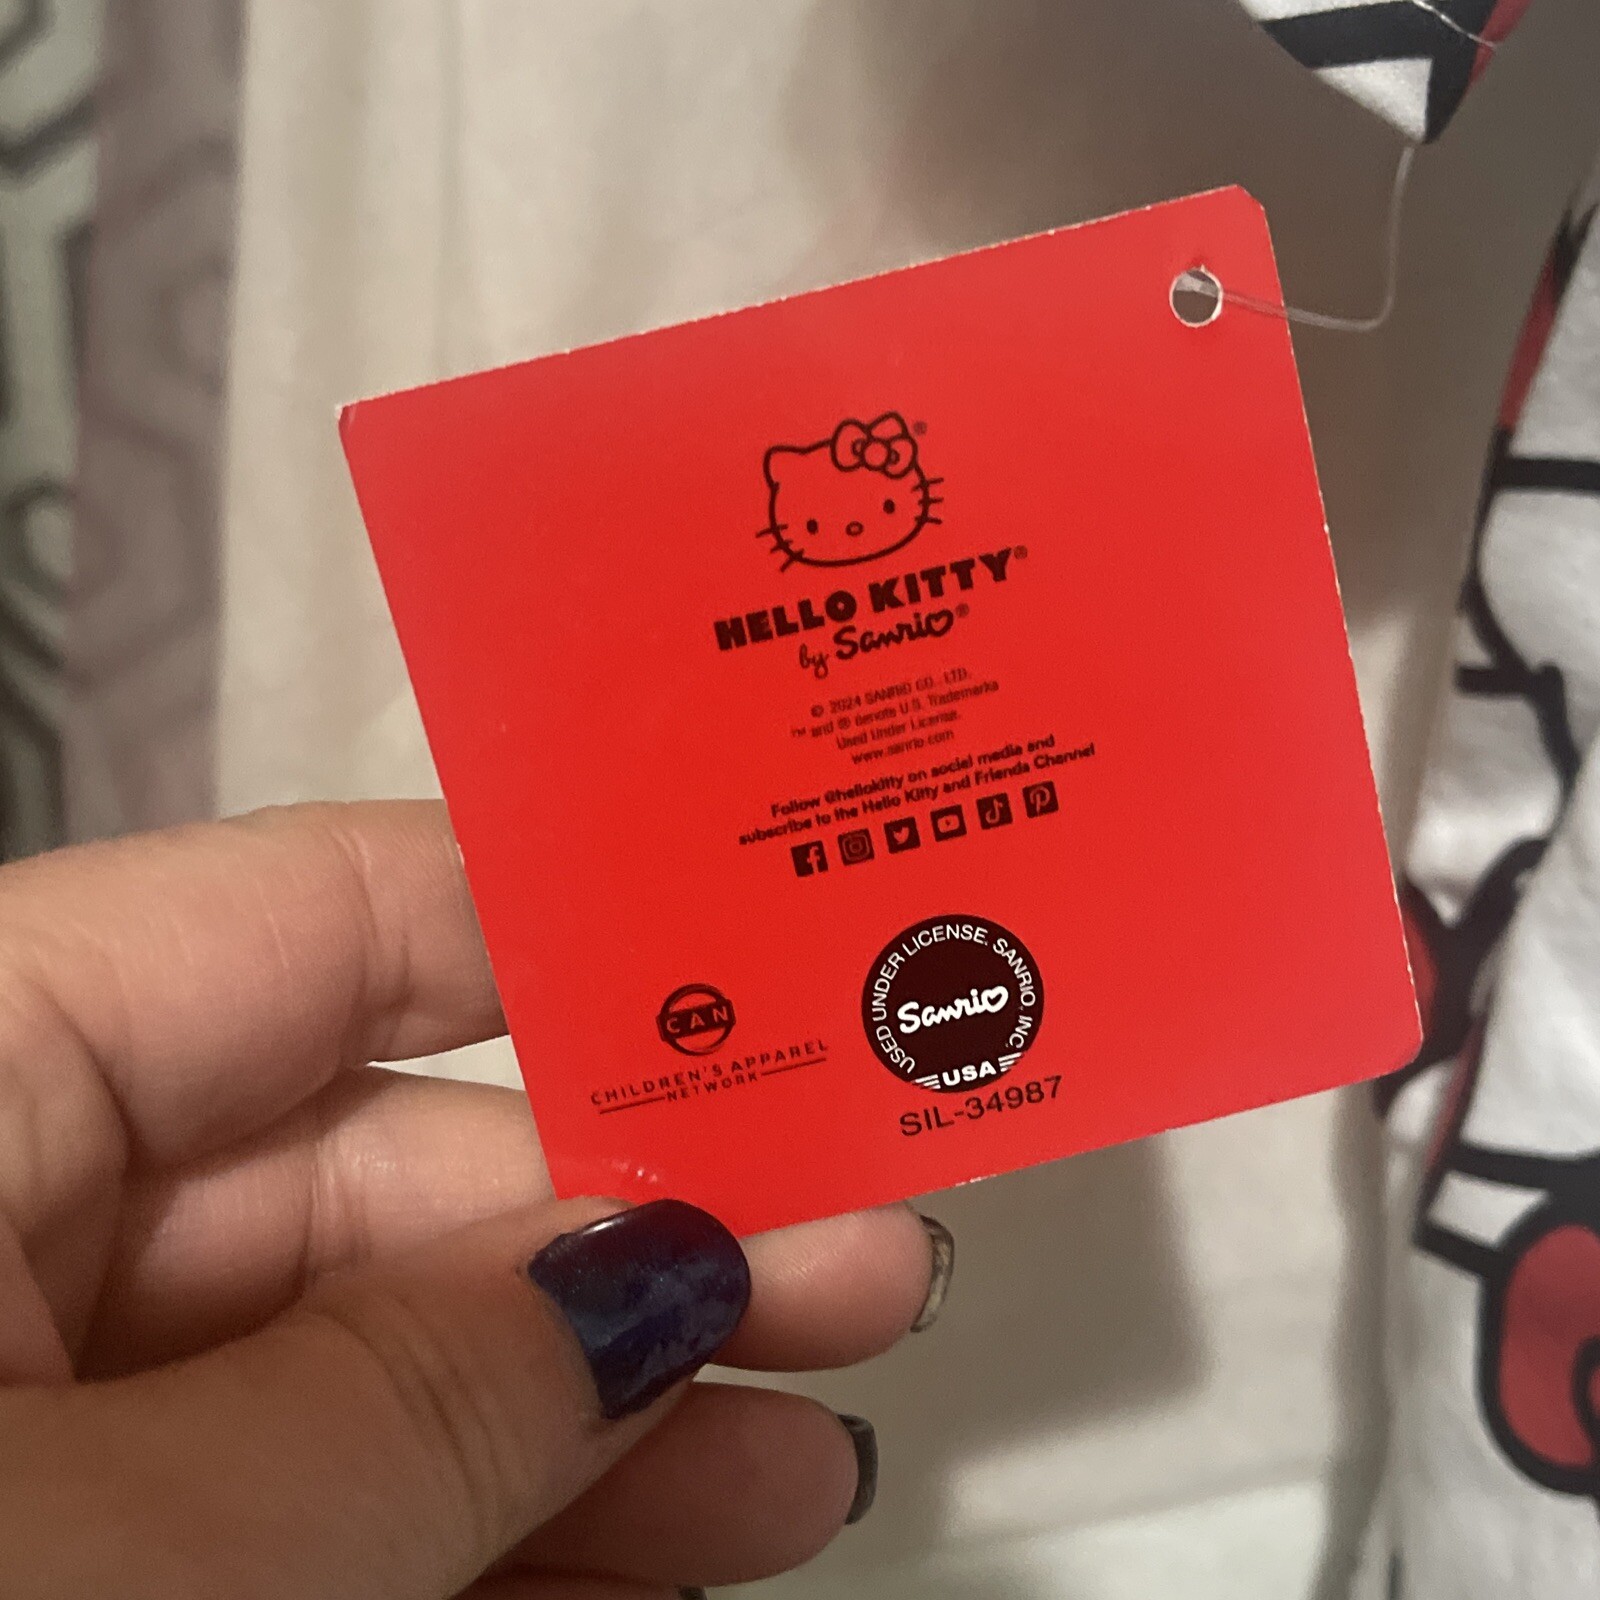 ®
HELLO KITTY®
by Sanrio®
© 2024 SANRIO CO., LTD.
™ and ® denote U.S. Trademarks
Used Under License.
www.sanrio.com
Follow @hellokitty on social media and
subscribe to the Hello Kitty and Friends Channel
CAN
CHILDREN'S APPAREL
NETWORK
USED UNDER LICENSE. SANRIO, INC.
Sanrio
USA
SIL-34987